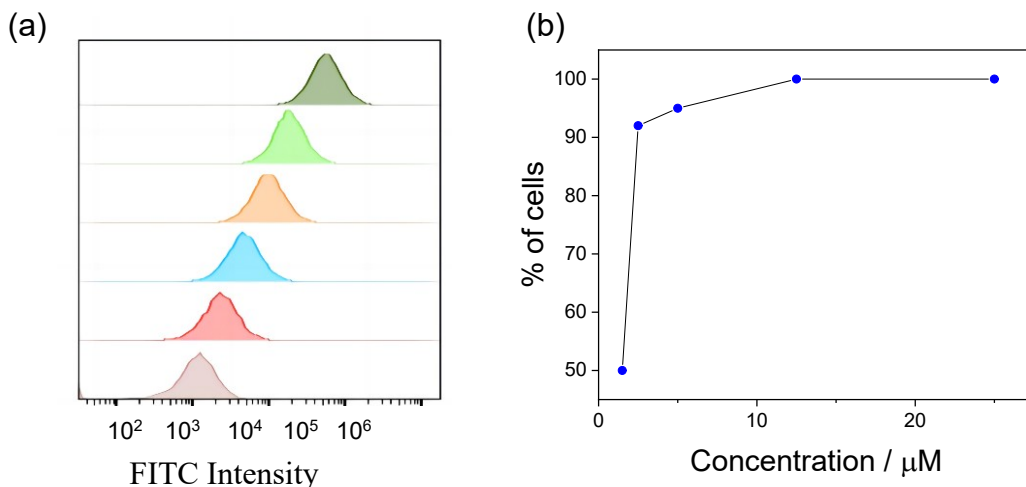 (a)
10² 10³ 10⁴ 10⁵ 10⁶
FITC Intensity
(b)
100
90
80
70
60
50
% of cells
0 10 20
Concentration / μM